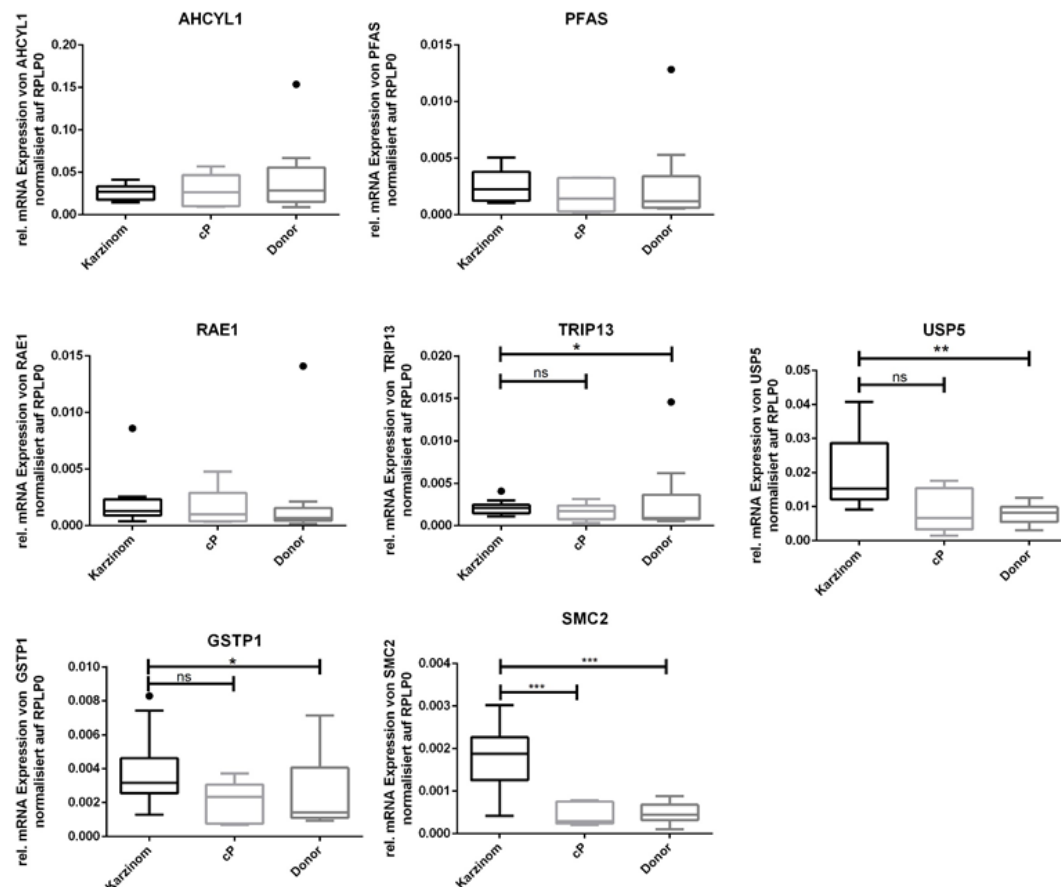 AHCYL1
rel. mRNA Expression von AHCYL1
normalisiert auf RPLP0
0.20
0.15
0.10
0.05
0.00
Karzinom
cP
Donor
PFAS
rel. mRNA Expression von PFAS
normalisiert auf RPLP0
0.015
0.010
0.005
0.000
Karzinom
cP
Donor
RAE1
rel. mRNA Expression von RAE1
normalisiert auf RPLP0
0.015
0.010
0.005
0.000
Karzinom
cP
Donor
TRIP13
rel. mRNA Expression von TRIP13
normalisiert auf RPLP0
0.020
0.015
0.010
0.005
0.000
*
ns
Karzinom
cP
Donor
USP5
rel. mRNA Expression von USP5
normalisiert auf RPLP0
0.05
0.04
0.03
0.02
0.01
0.00
**
ns
Karzinom
cP
Donor
GSTP1
rel. mRNA Expression von GSTP1
normalisiert auf RPLP0
0.010
0.008
0.006
0.004
0.002
0.000
*
ns
Karzinom
cP
Donor
SMC2
rel. mRNA Expression von SMC2
normalisiert auf RPLP0
0.004
0.003
0.002
0.001
0.000
***
***
Karzinom
cP
Donor